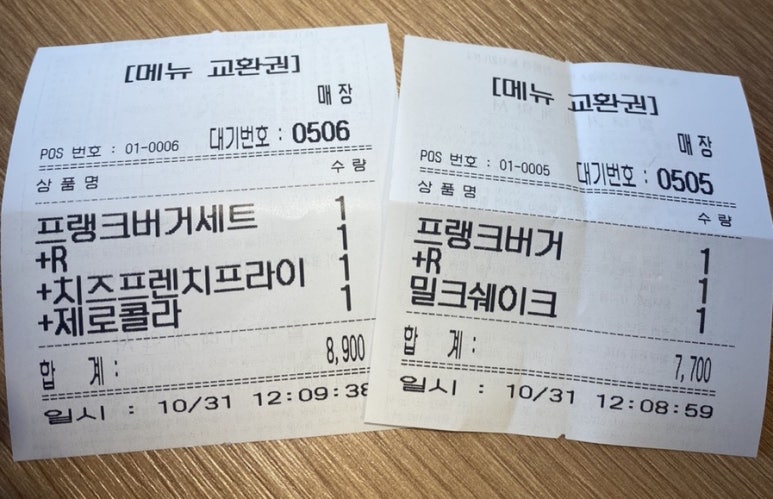 [메뉴 교환권]
매 장
POS 번호 : 01-0006 대기번호 : 0506
상 품 명 수 량
프랭크버거세트 1
+R 1
+치즈프렌치프라이 1
+제로콜라 1
합 계 : 8,900
일시 : 10/31 12:09:38
[메뉴 교환권]
매 장
POS 번호 : 01-0005 대기번호 : 0505
상 품 명 수 량
프랭크버거 1
+R 1
밀크쉐이크 1
합 계 : 7,700
일시 : 10/31 12:08:59